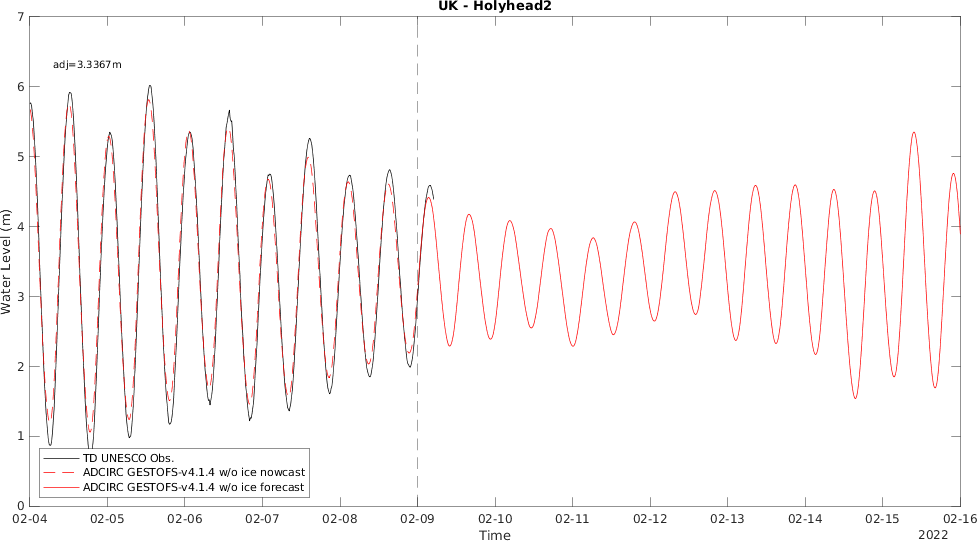 UK - Holyhead2
7
adj=3.3367m
6
5
4
3
2
1
0
Water Level (m)
TD UNESCO Obs.
ADCIRC GESTOFS-v4.1.4 w/o ice nowcast
ADCIRC GESTOFS-v4.1.4 w/o ice forecast
02-04 02-05 02-06 02-07 02-08 02-09 02-10 02-11 02-12 02-13 02-14 02-15 02-16
Time
2022